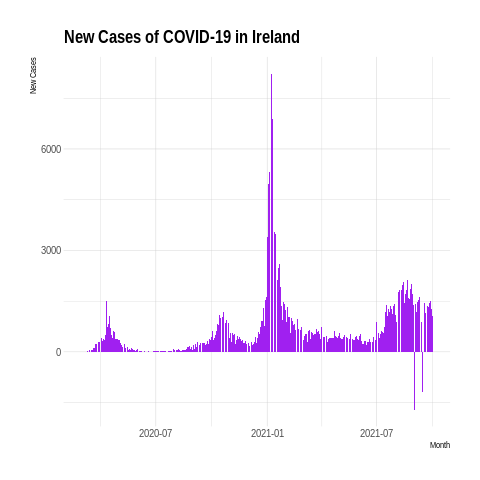 New Cases of COVID-19 in Ireland
New Cases
6000
3000
0
2020-07
2021-01
2021-07
Month